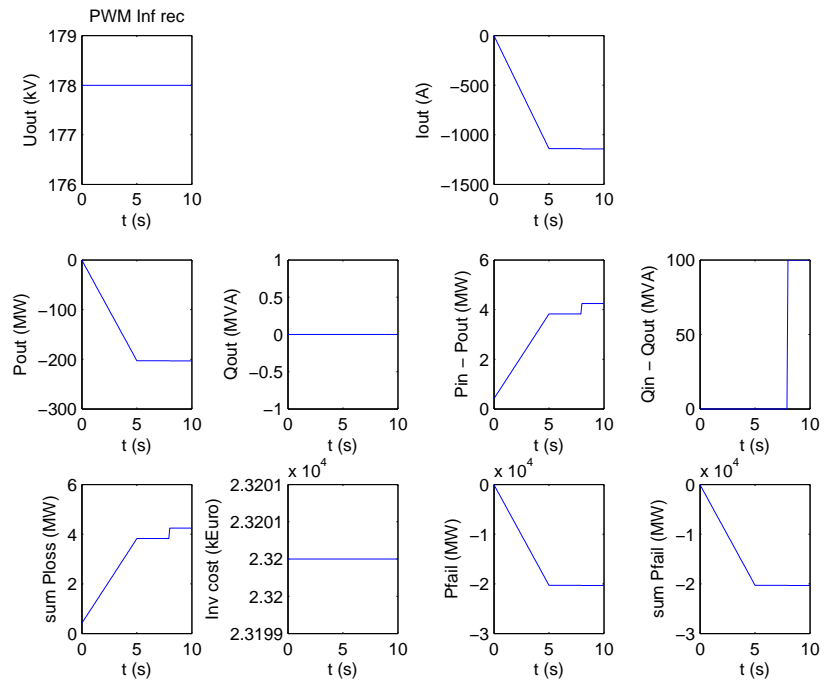 PWM Inf rec
179
178
177
176
0 5 10
t (s)
Uout (kV)
0
−500
−1000
−1500
0 5 10
t (s)
Iout (A)
0
−100
−200
−300
0 5 10
t (s)
Pout (MW)
1
0.5
0
−0.5
−1
0 5 10
t (s)
Qout (MVA)
6
4
2
0
0 5 10
t (s)
Pin − Pout (MW)
100
50
0
0 5 10
t (s)
Qin − Qout (MVA)
6
4
2
0
0 5 10
t (s)
sum Ploss (MW)
x 10^4
2.3201
2.3201
2.32
2.32
2.3199
0 5 10
t (s)
Inv cost (kEuro)
x 10^4
0
−1
−2
−3
0 5 10
t (s)
Pfail (MW)
x 10^4
0
−1
−2
−3
0 5 10
t (s)
sum Pfail (MW)